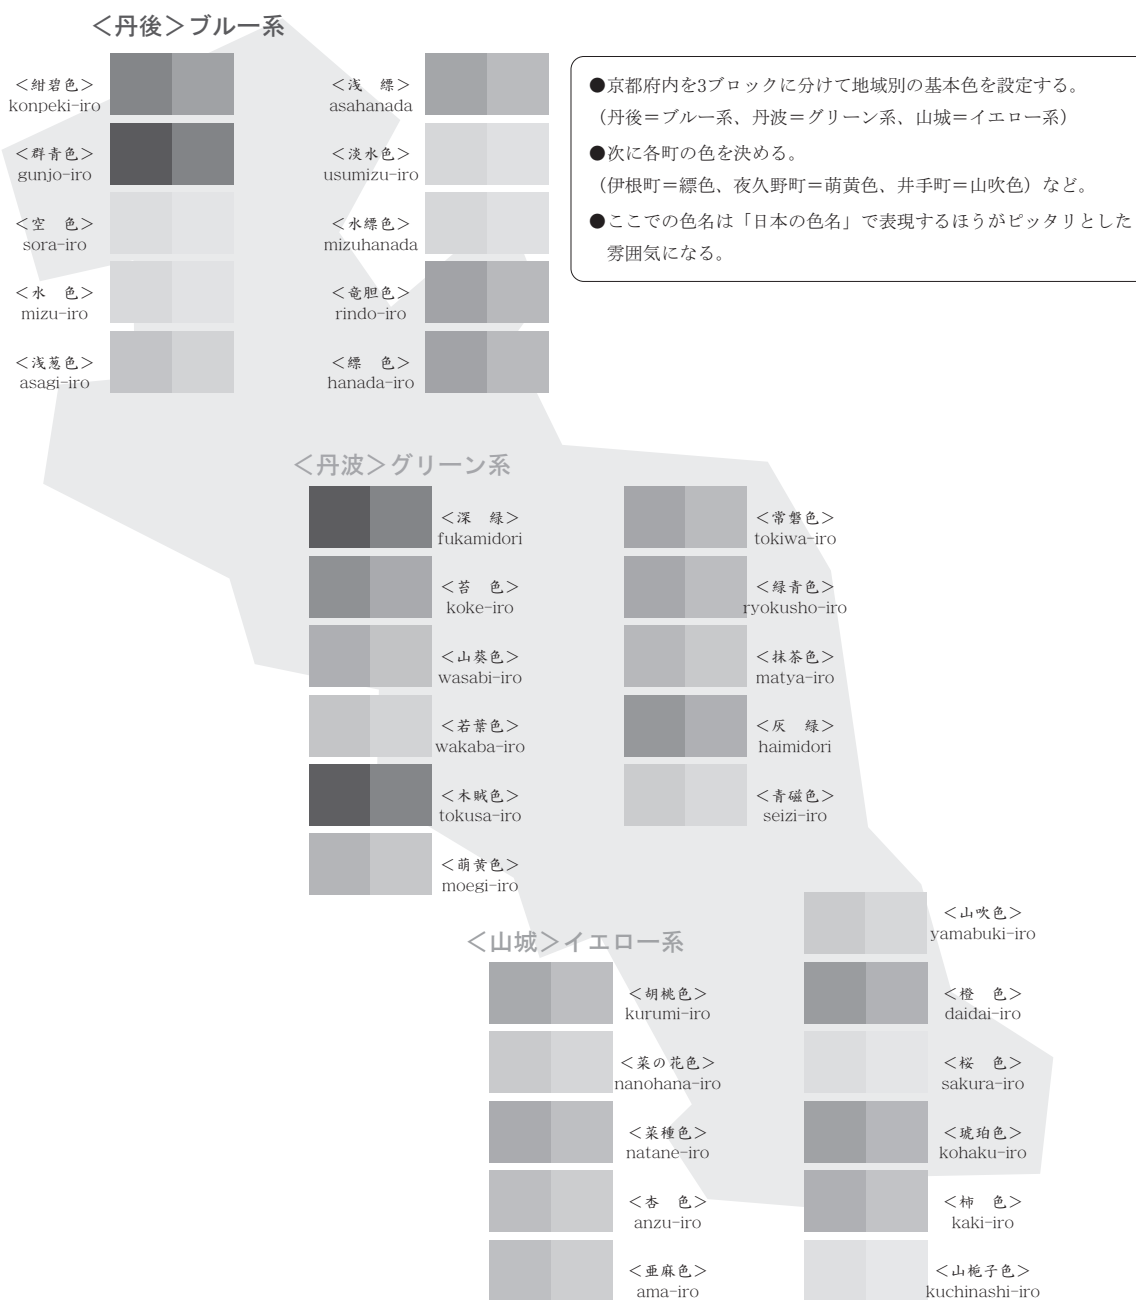 ＜丹後＞ブルー系
＜紺碧色＞
konpeki-iro
＜群青色＞
gunjo-iro
＜空　色＞
sora-iro
＜水　色＞
mizu-iro
＜浅葱色＞
asagi-iro
＜浅　縹＞
asahanada
＜淡水色＞
usumizu-iro
＜水縹色＞
mizuhanada
＜竜胆色＞
rindo-iro
＜縹　色＞
hanada-iro
●京都府内を3ブロックに分けて地域別の基本色を設定する。
（丹後＝ブルー系、丹波＝グリーン系、山城＝イエロー系）
●次に各町の色を決める。
（伊根町＝縹色、夜久野町＝萌黄色、井手町＝山吹色）など。
●ここでの色名は「日本の色名」で表現するほうがピッタリとした
雰囲気になる。
＜丹波＞グリーン系
＜深　緑＞
fukamidori
＜苔　色＞
koke-iro
＜山葵色＞
wasabi-iro
＜若葉色＞
wakaba-iro
＜木賊色＞
tokusa-iro
＜萌黄色＞
moegi-iro
＜常磐色＞
tokiwa-iro
＜緑青色＞
ryokusho-iro
＜抹茶色＞
matya-iro
＜灰　緑＞
haimidori
＜青磁色＞
seizi-iro
＜山城＞イエロー系
＜胡桃色＞
kurumi-iro
＜菜の花色＞
nanohana-iro
＜菜種色＞
natane-iro
＜杏　色＞
anzu-iro
＜亜麻色＞
ama-iro
＜山吹色＞
yamabuki-iro
＜橙　色＞
daidai-iro
＜桜　色＞
sakura-iro
＜琥珀色＞
kohaku-iro
＜柿　色＞
kaki-iro
＜山梔子色＞
kuchinashi-iro